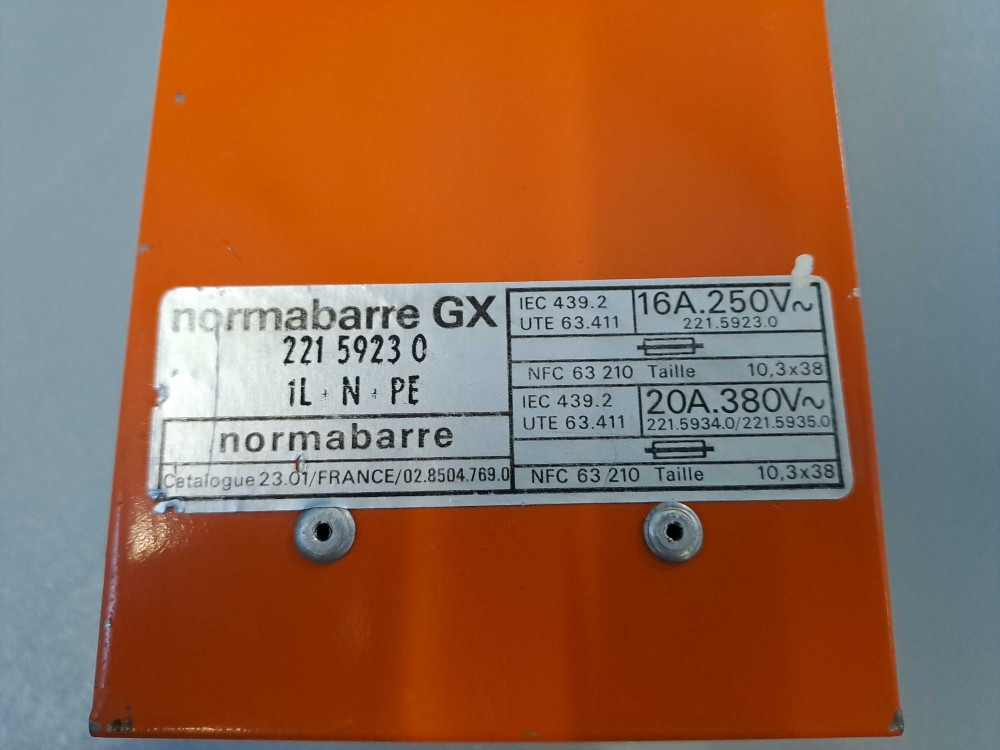 normabarre GX
221 5923 0
1L + N + PE
normabarre
Catalogue 23.01/FRANCE/02.8504.769.0
IEC 439.2
UTE 63.411
16A.250V~
221.5923.0
NFC 63 210 Taille 10,3x38
IEC 439.2
UTE 63.411
20A.380V~
221.5934.0/221.5935.0
NFC 63 210 Taille 10,3x38